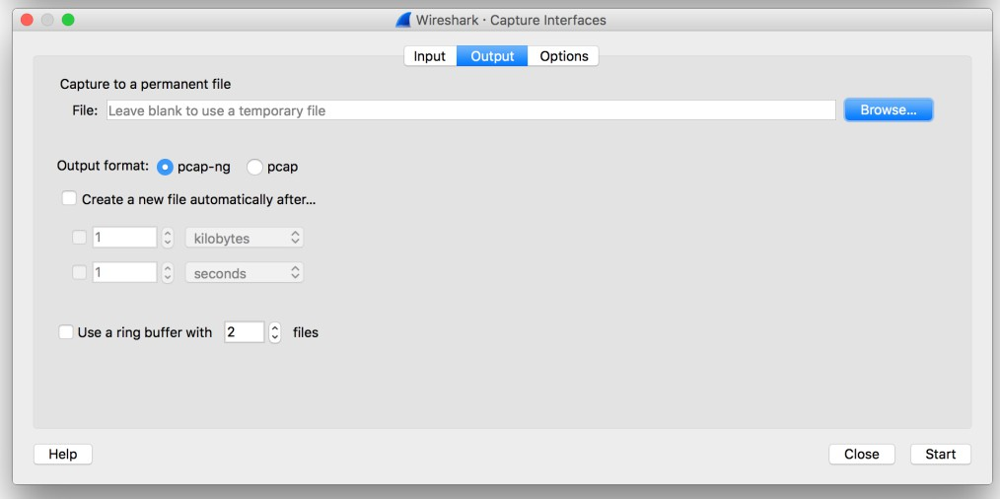 Wireshark · Capture Interfaces
Input Output Options
Capture to a permanent file
File: Leave blank to use a temporary file Browse...
Output format: pcap-ng pcap
Create a new file automatically after...
1 kilobytes
1 seconds
Use a ring buffer with 2 files
Help Close Start